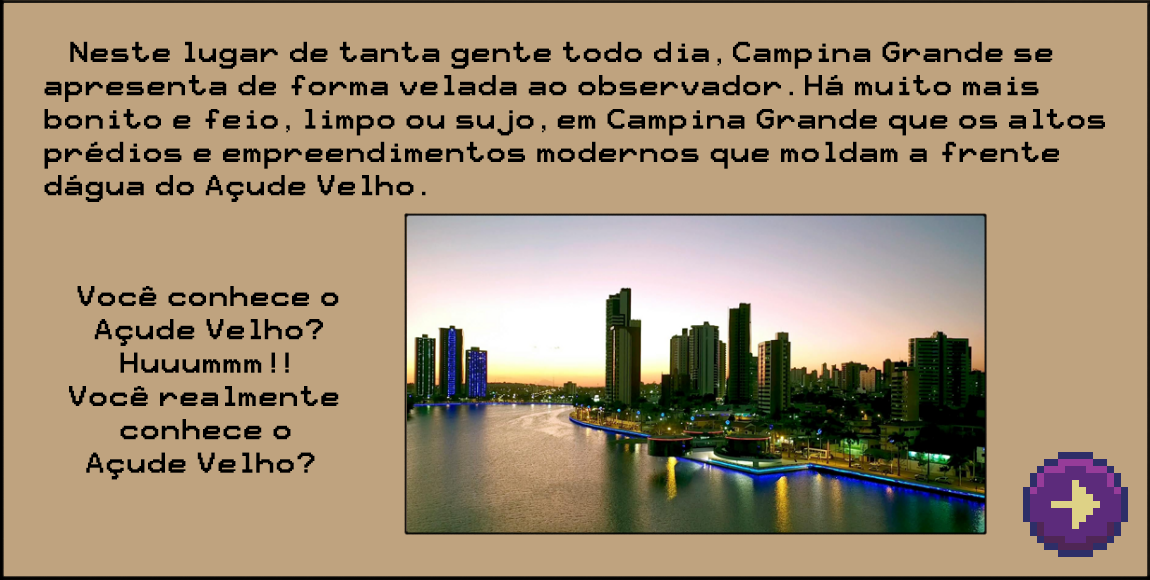 Neste lugar de tanta gente todo dia, Campina Grande se
apresenta de forma velada ao observador. Há muito mais
bonito e feio, limpo ou sujo, em Campina Grande que os altos
prédios e empreendimentos modernos que moldam a frente
dágua do Açude Velho.
Você conhece o
Açude Velho?
Huuummm!!
Você realmente
conhece o
Açude Velho?